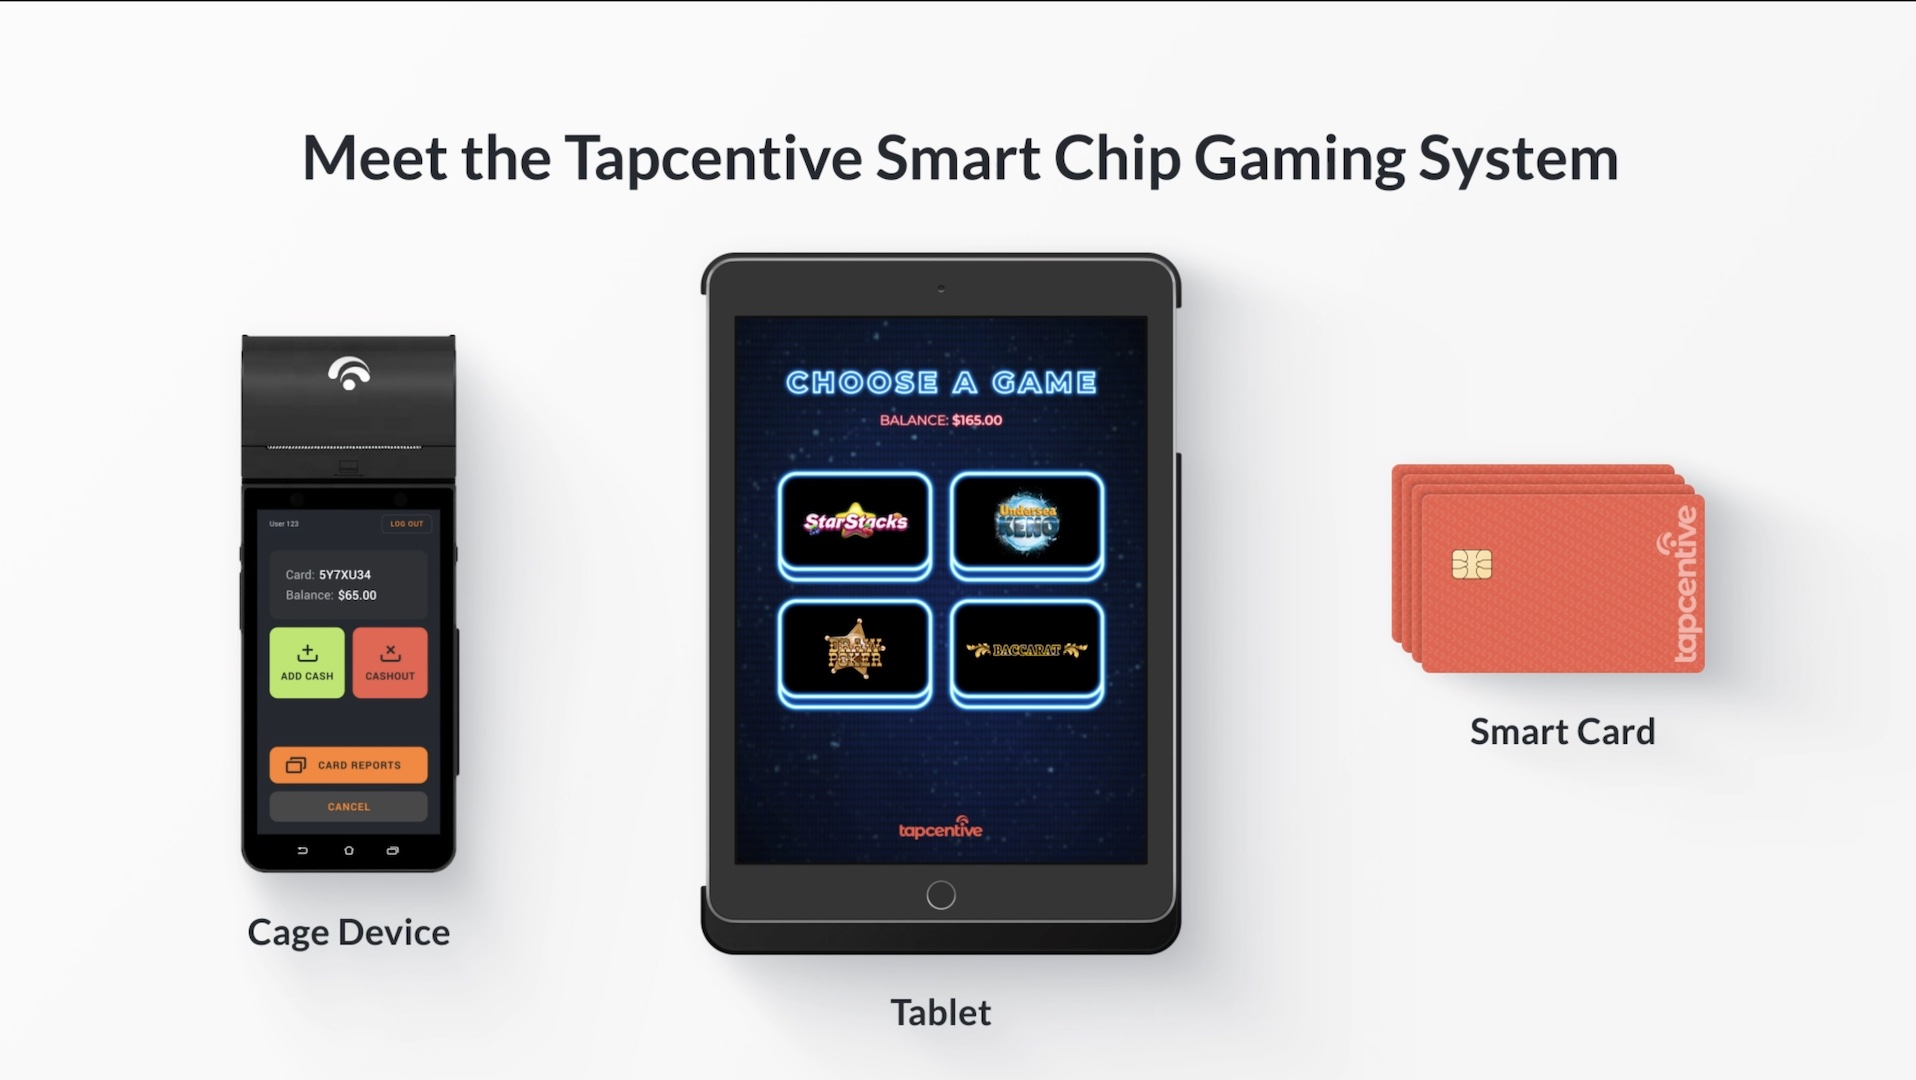 Meet the Tapcentive Smart Chip Gaming System
User 123
LOG OUT
Card: 5Y7XU34
Balance: $65.00
ADD CASH
CASHOUT
CARD REPORTS
CANCEL
Cage Device
CHOOSE A GAME
BALANCE: $165.00
StarStacks
Undersea
KENO
DRAW
POKER
BACCARAT
tapcentive
Tablet
tapcentive
Smart Card